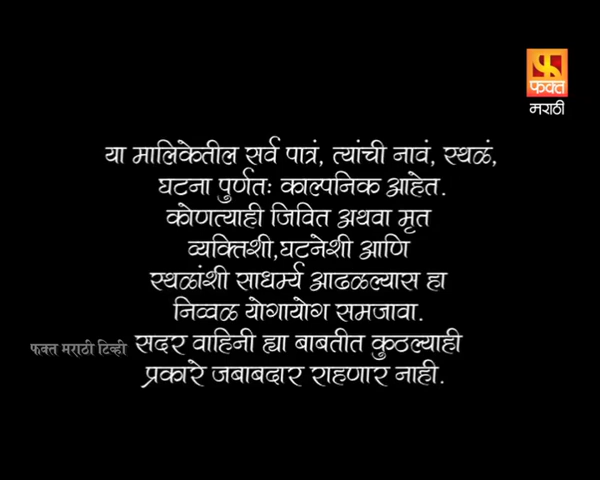 फक्त
मराठी
या मालिकेतील सर्व पात्रं, त्यांची नावं, स्थळं,
घटना पुर्णतः काल्पनिक आहेत.
कोणत्याही जिवित अथवा मृत
व्यक्तिशी,घटनेशी आणि
स्थळांशी साधर्म्य आढळल्यास हा
निव्वळ योगायोग समजावा.
सदर वाहिनी ह्या बाबतीत कुठल्याही
प्रकारे जबाबदार राहणार नाही.
फक्त मराठी टिव्ही